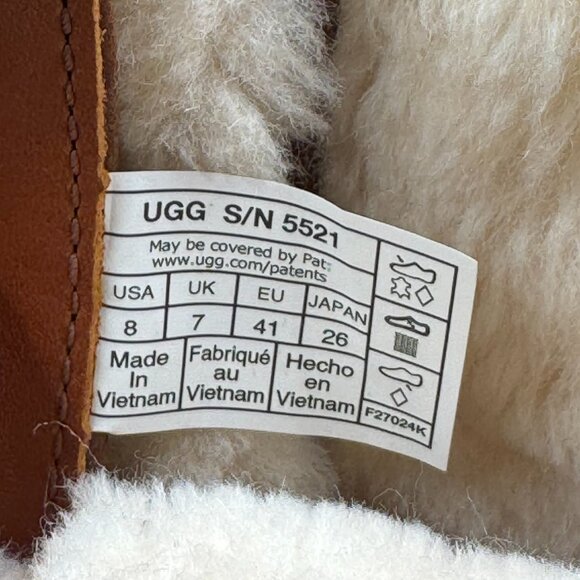 UGG S/N 5521
May be covered by Pat:
www.ugg.com/patents
USA UK EU JAPAN
8 7 41 26
Made In Vietnam
Fabriqué au Vietnam
Hecho en Vietnam
F27024K